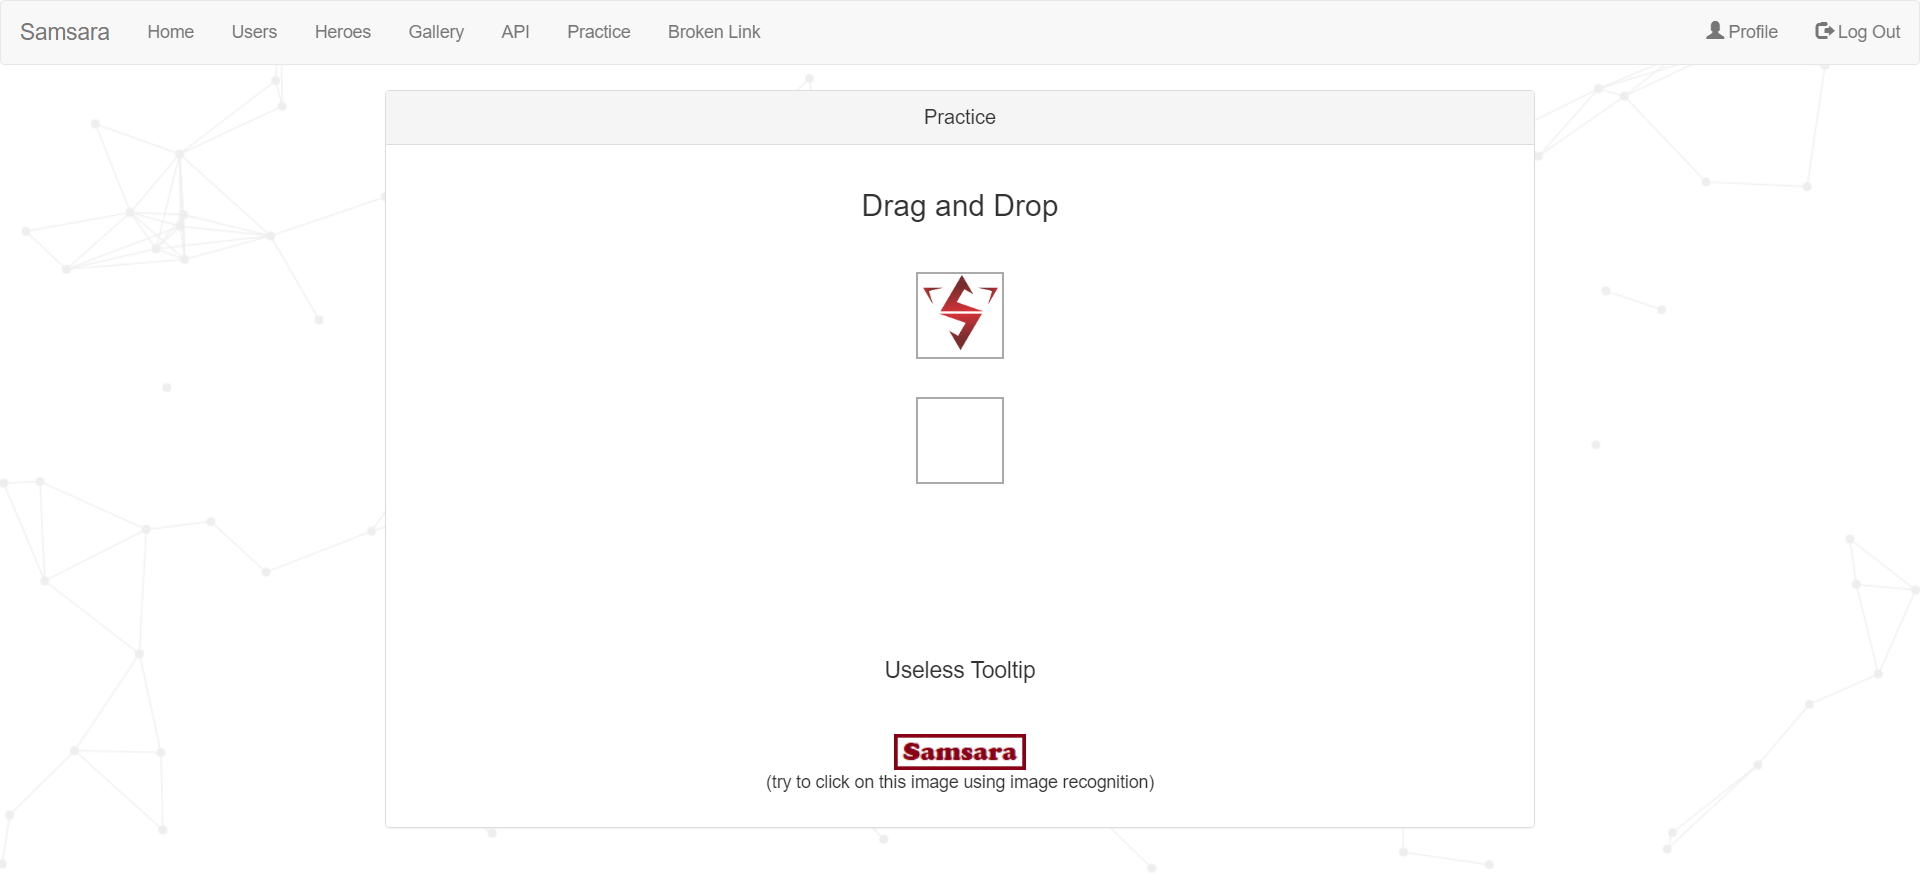 Samsara Home Users Heroes Gallery API Practice Broken Link Profile Log Out
Practice
Drag and Drop
Useless Tooltip
Samsara
(try to click on this image using image recognition)